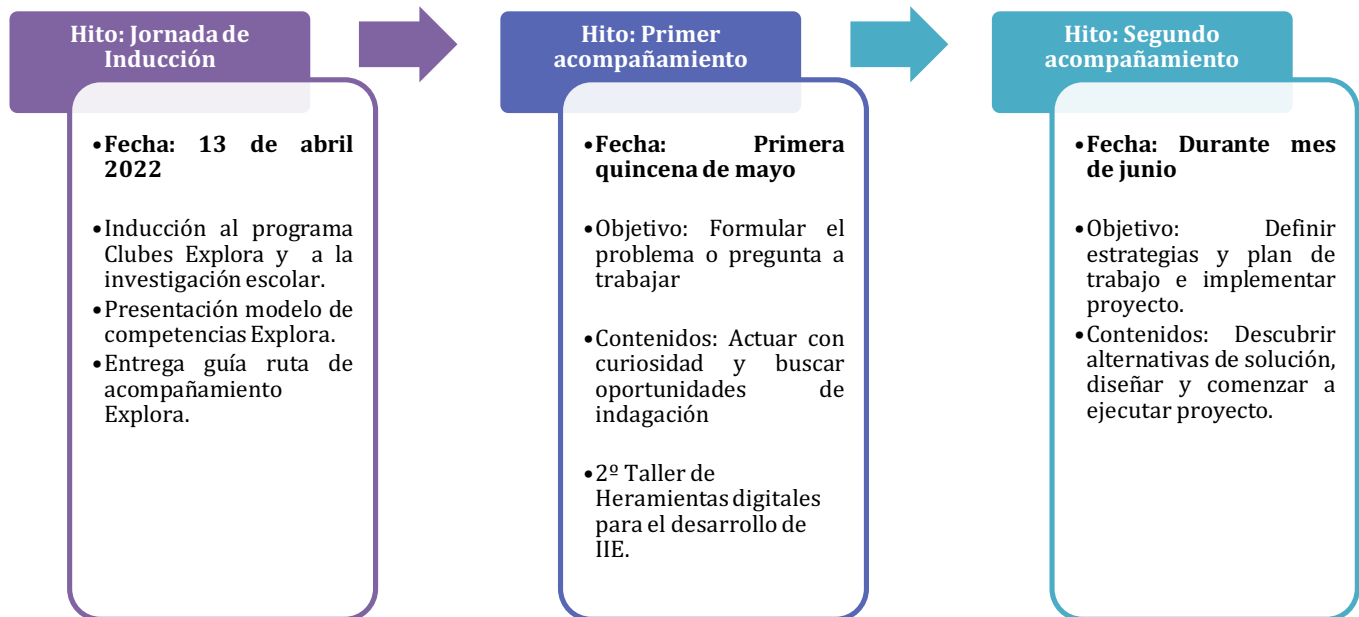 Hito: Jornada de
Inducción
•Fecha: 13 de abril
2022
•Inducción al programa
Clubes Explora y a la
investigación escolar.
•Presentación modelo de
competencias Explora.
•Entrega guía ruta de
acompañamiento
Explora.
Hito: Primer
acompañamiento
•Fecha: Primera
quincena de mayo
•Objetivo: Formular el
problema o pregunta a
trabajar
•Contenidos: Actuar con
curiosidad y buscar
oportunidades de
indagación
•2º Taller de
Heramientas digitales
para el desarrollo de
IIE.
Hito: Segundo
acompañamiento
•Fecha: Durante mes
de junio
•Objetivo: Definir
estrategias y plan de
trabajo e implementar
proyecto.
•Contenidos: Descubrir
alternativas de solución,
diseñar y comenzar a
ejecutar proyecto.